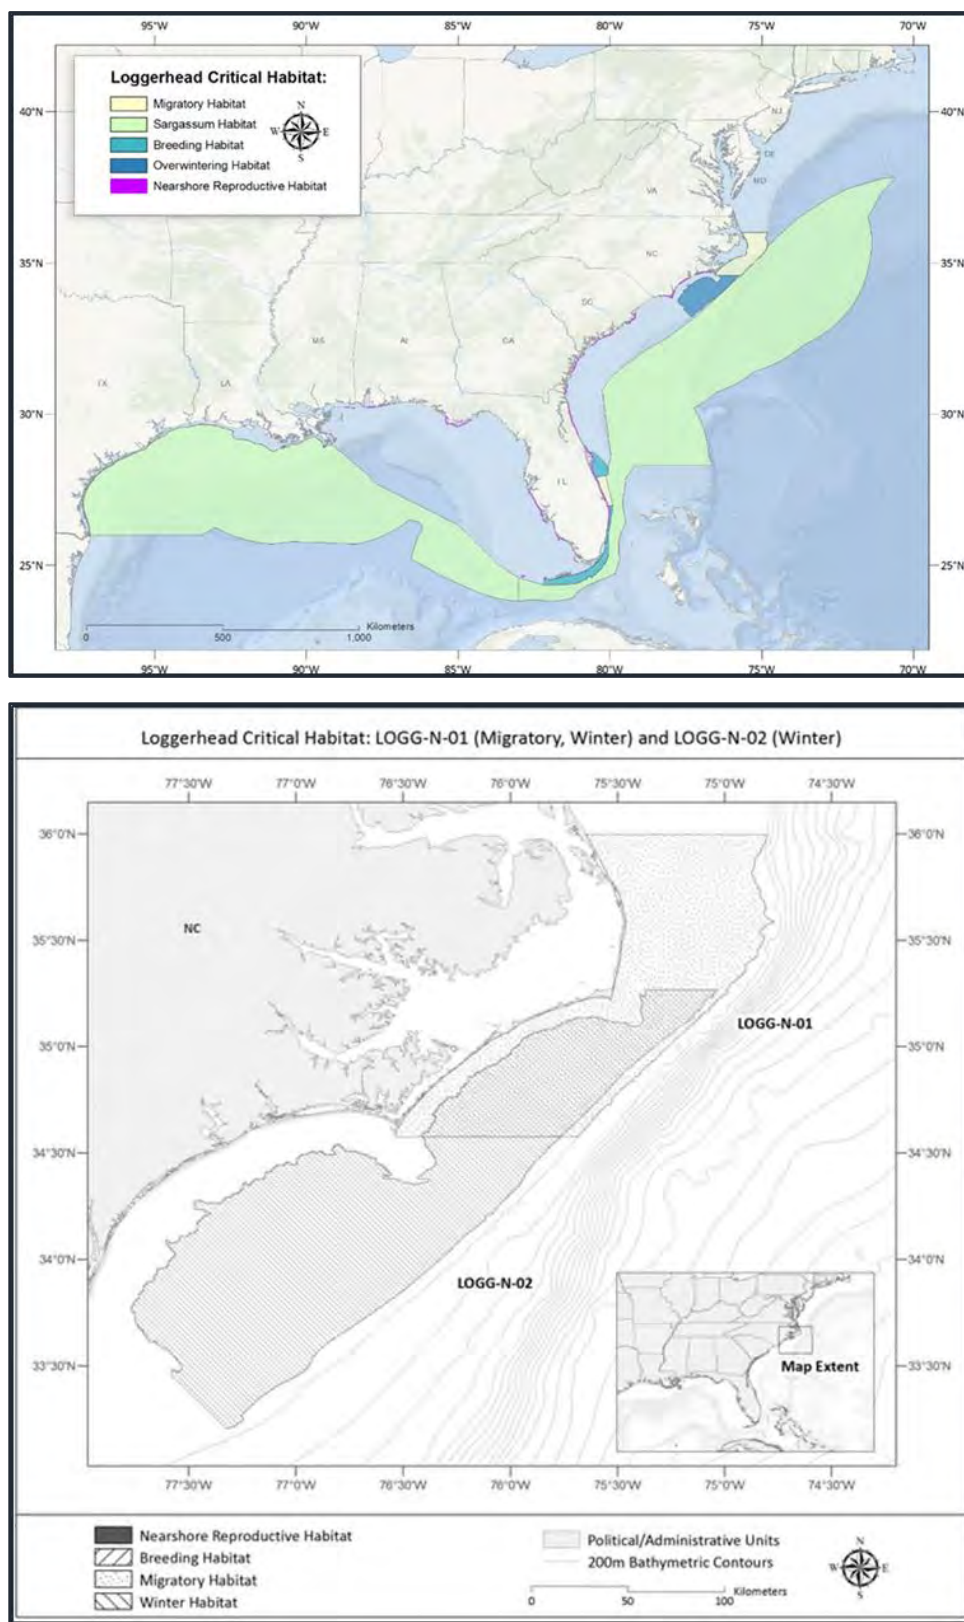 95°W 90°W 85°W 80°W 75°W 70°W
Loggerhead Critical Habitat:
Migratory Habitat
Sargassum Habitat
Breeding Habitat
Overwintering Habitat
Nearshore Reproductive Habitat
N
W E
S
40°N 40°N
NJ
DE
MD
VA
35°N NC 35°N
SC
MS AL GA
TX LA
30°N 30°N
FL
25°N 25°N
Kilometers
0 500 1,000
95°W 90°W 85°W 80°W 75°W 70°W
Loggerhead Critical Habitat: LOGG-N-01 (Migratory, Winter) and LOGG-N-02 (Winter)
77°30'W 77°0'W 76°30'W 76°0'W 75°30'W 75°0'W 74°30'W
36°0'N 36°0'N
NC
35°30'N 35°30'N
LOGG-N-01
35°0'N 35°0'N
34°30'N 34°30'N
34°0'N 34°0'N
LOGG-N-02
Map Extent
33°30'N 33°30'N
77°30'W 77°0'W 76°30'W 76°0'W 75°30'W 75°0'W 74°30'W
Nearshore Reproductive Habitat
Breeding Habitat
Migratory Habitat
Winter Habitat
Political/Administrative Units
200m Bathymetric Contours
Kilometers
0 50 100
N
W E
S